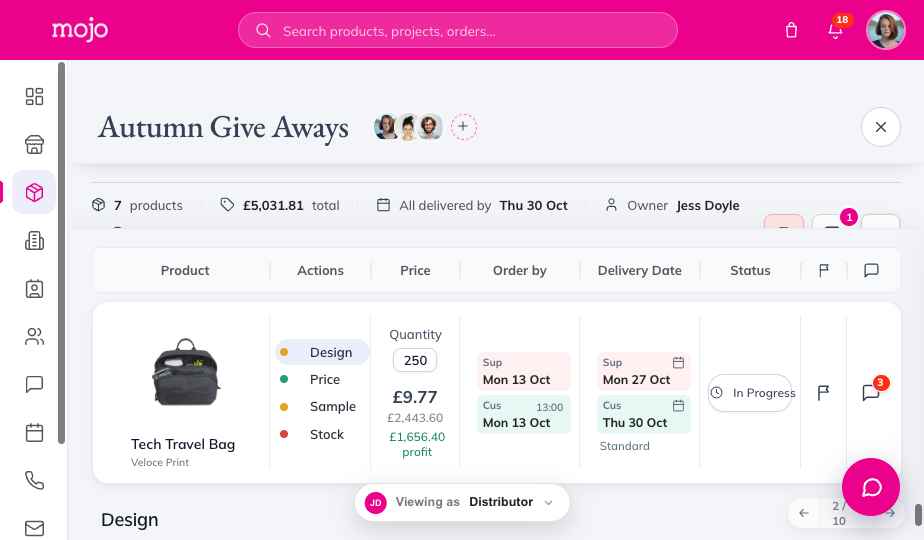 mojo
Search products, projects, orders...
18
Autumn Give Aways
7 products
£5,031.81 total
All delivered by Thu 30 Oct
Owner Jess Doyle
1
Product Actions Price Order by Delivery Date Status
Design
Price
Sample
Stock
Quantity
250
£9.77
£2,443.60
£1,656.40
profit
Sup
Mon 13 Oct
Cus 13:00
Mon 13 Oct
Sup
Mon 27 Oct
Cus
Thu 30 Oct
Standard
In Progress
3
Tech Travel Bag
Veloce Print
JD Viewing as Distributor
Design
2 /
10